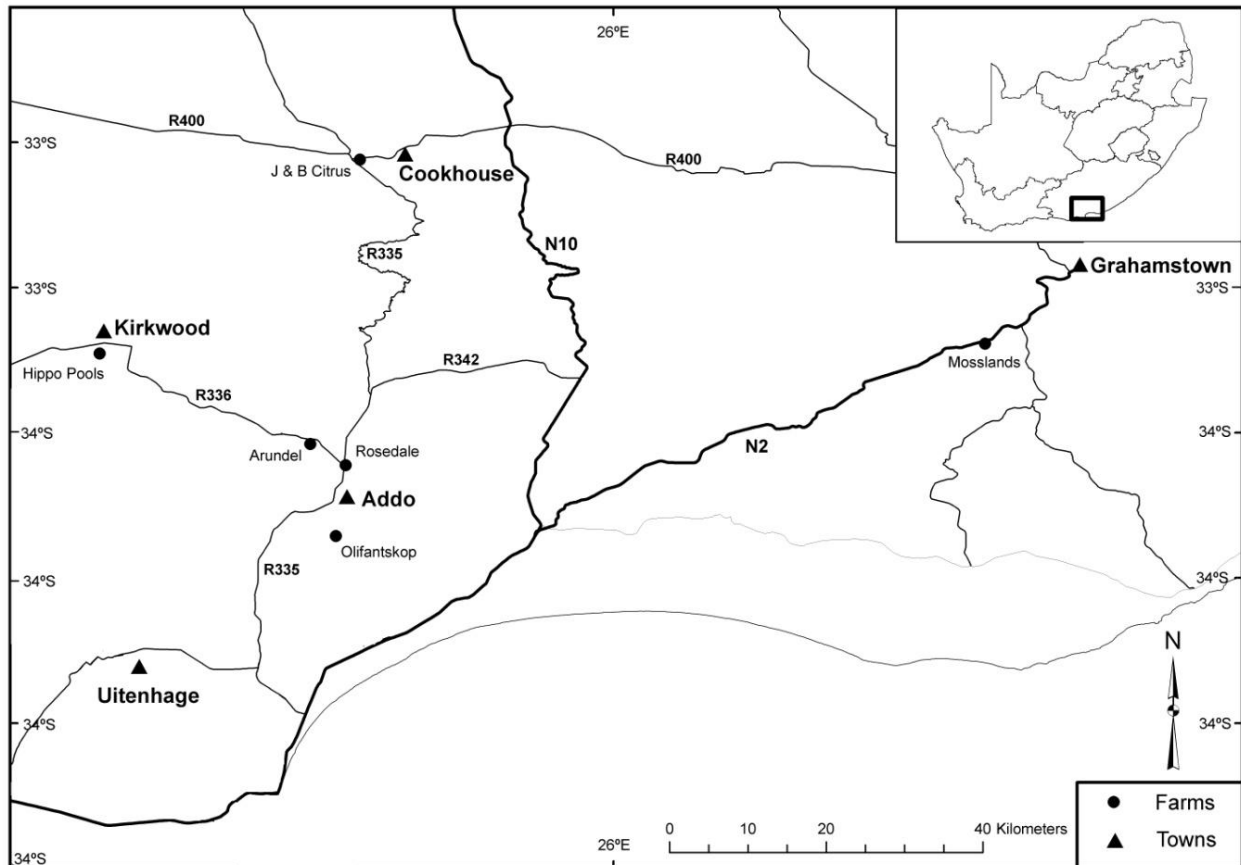 26ºE
R400
33ºS
33ºS
J & B Citrus
Cookhouse
R400
N10
R335
Grahamstown
33ºS
33ºS
Kirkwood
Hippo Pools
R342
Mosslands
R336
34ºS
34ºS
Arundel
Rosedale
N2
Addo
Olifantskop
R335
34ºS
34ºS
Uitenhage
N
34ºS
34ºS
Farms
Towns
0 10 20 40 Kilometers
34ºS
26ºE